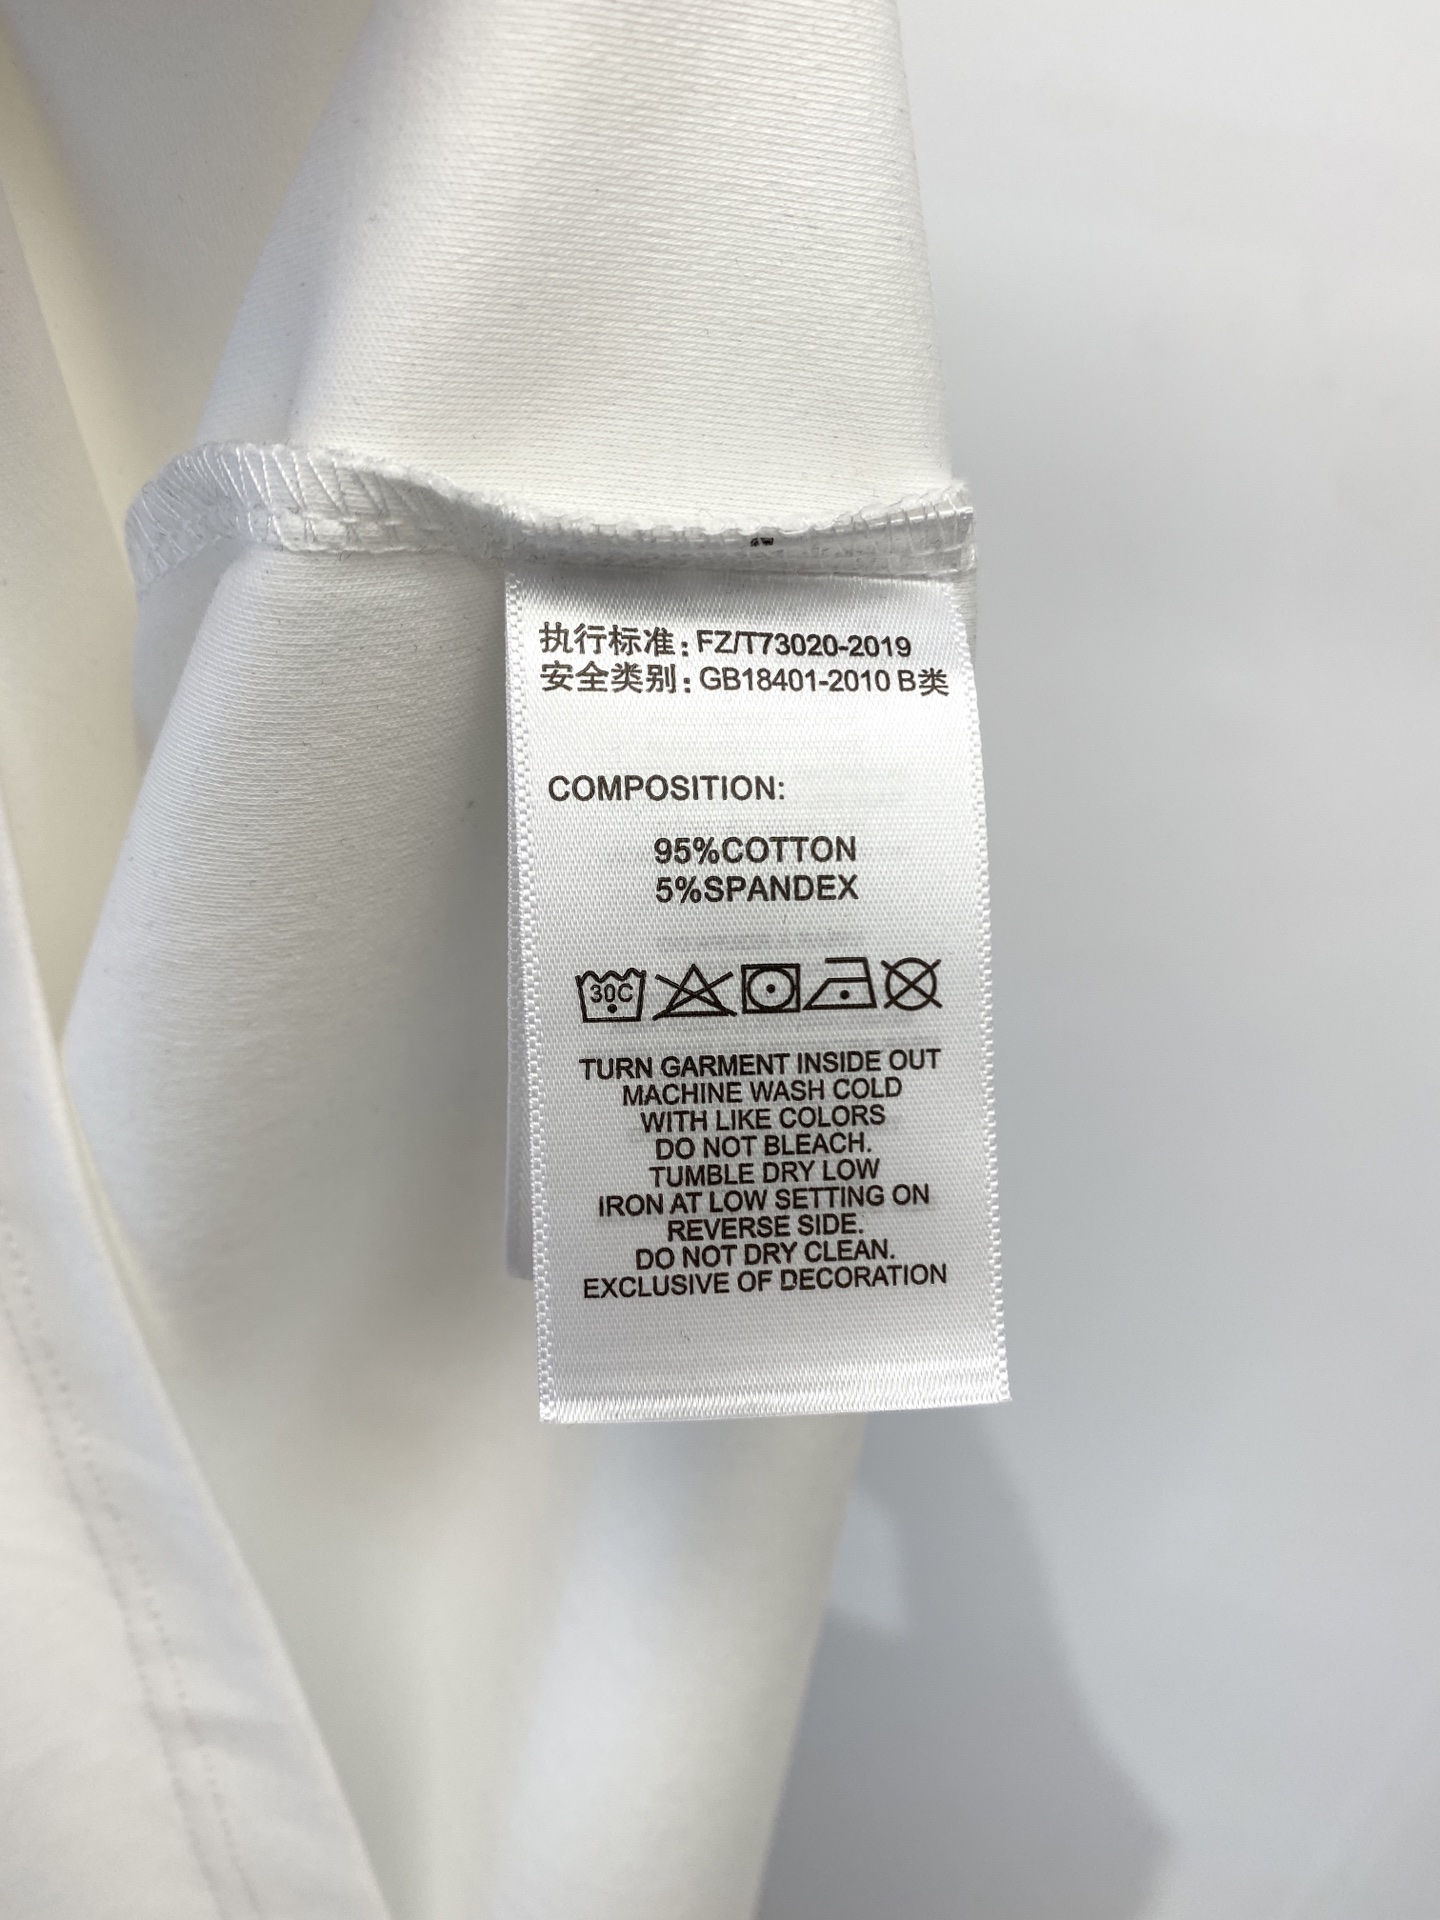 执行标准: FZ/T73020-2019
安全类别: GB18401-2010 B类
COMPOSITION:
95%COTTON
5%SPANDEX
30C
TURN GARMENT INSIDE OUT
MACHINE WASH COLD
WITH LIKE COLORS
DO NOT BLEACH.
TUMBLE DRY LOW
IRON AT LOW SETTING ON
REVERSE SIDE.
DO NOT DRY CLEAN.
EXCLUSIVE OF DECORATION